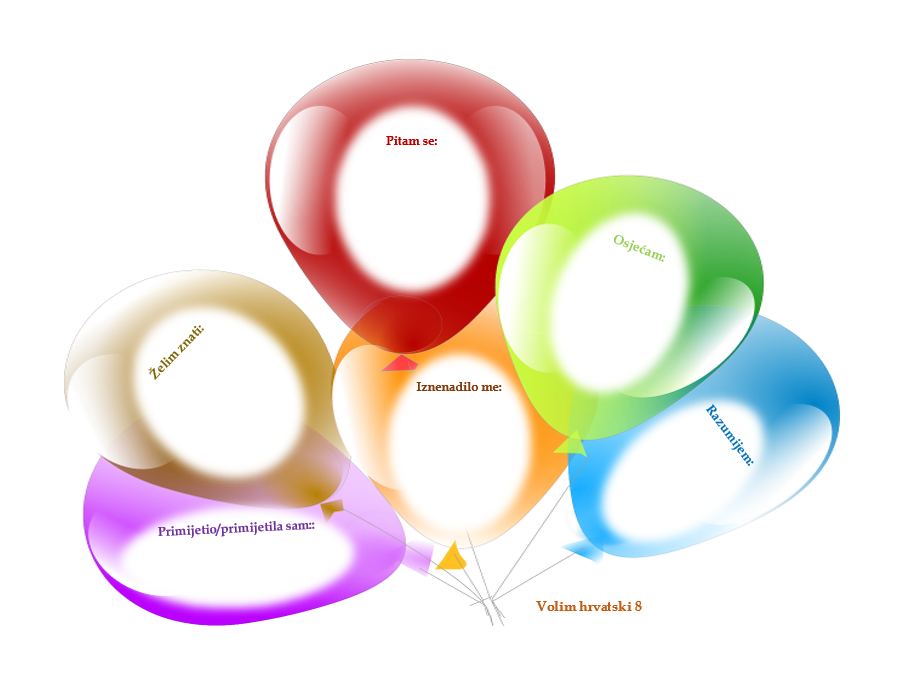 Pitam se:
Osjećam:
Želim znati:
Iznenadilo me:
Razumijem:
Primijetio/primijetila sam::
Volim hrvatski 8